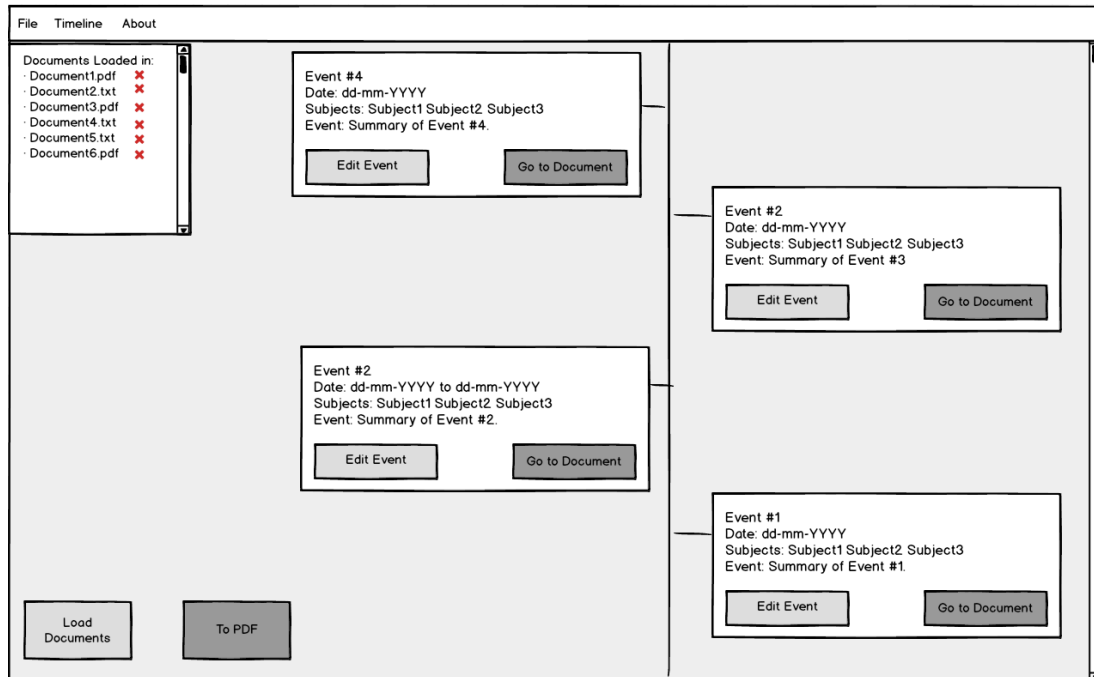 File Timeline About
Documents Loaded in:
· Document1.pdf
· Document2.txt
· Document3.pdf
· Document4.txt
· Document5.txt
· Document6.pdf
Event #4
Date: dd-mm-YYYY
Subjects: Subject1 Subject2 Subject3
Event: Summary of Event #4.
Edit Event
Go to Document
Event #2
Date: dd-mm-YYYY
Subjects: Subject1 Subject2 Subject3
Event: Summary of Event #3
Edit Event
Go to Document
Event #2
Date: dd-mm-YYYY to dd-mm-YYYY
Subjects: Subject1 Subject2 Subject3
Event: Summary of Event #2.
Edit Event
Go to Document
Event #1
Date: dd-mm-YYYY
Subjects: Subject1 Subject2 Subject3
Event: Summary of Event #1.
Edit Event
Go to Document
Load
Documents
To PDF